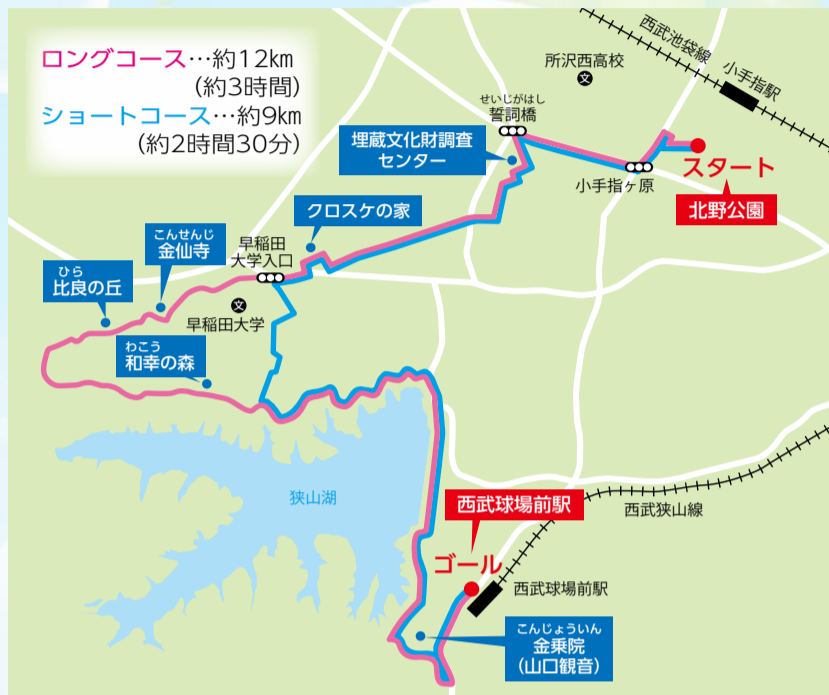 ロングコース…約12km
(約3時間)
ショートコース…約9km
(約2時間30分)
西武池袋線
小手指駅
所沢西高校
文
せいじがはし
誓詞橋
埋蔵文化財調査
センター
スタート
小手指ヶ原
北野公園
クロスケの家
こんせんじ
金仙寺
早稲田
大学入口
ひら
比良の丘
文
早稲田大学
わこう
和幸の森
狭山湖
西武球場前駅
西武狭山線
ゴール
西武球場前駅
こんじょういん
金乗院
(山口観音)